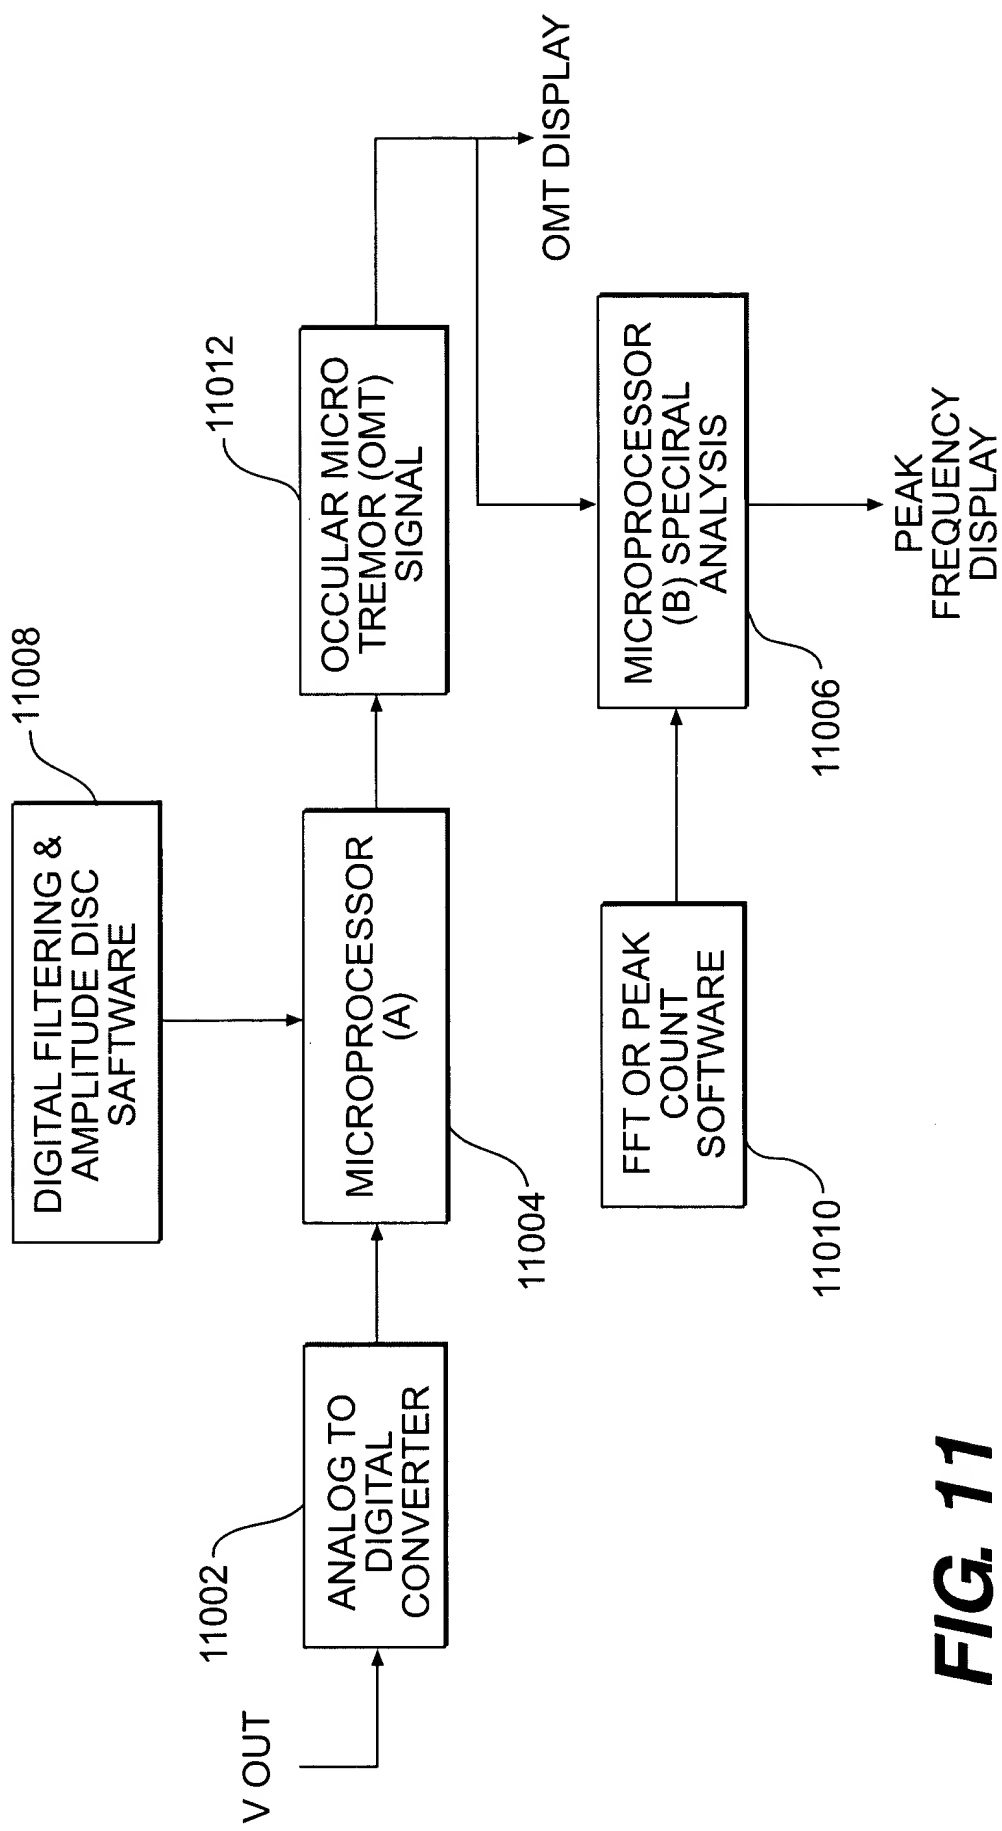 11008
DIGITAL FILTERING &
AMPLITUDE DISC
SAFTWARE
11002
11012
V OUT
ANALOG TO
DIGITAL
CONVERTER
MICROPROCESSOR
(A)
OCCULAR MICRO
TREMOR (OMT)
SIGNAL
11004
OMT DISPLAY
FFT OR PEAK
COUNT
SOFTWARE
MICROPROCESSOR
(B) SPECIRAL
ANALYSIS
11010
11006
PEAK
FREQUENCY
DISPLAY
FIG. 11